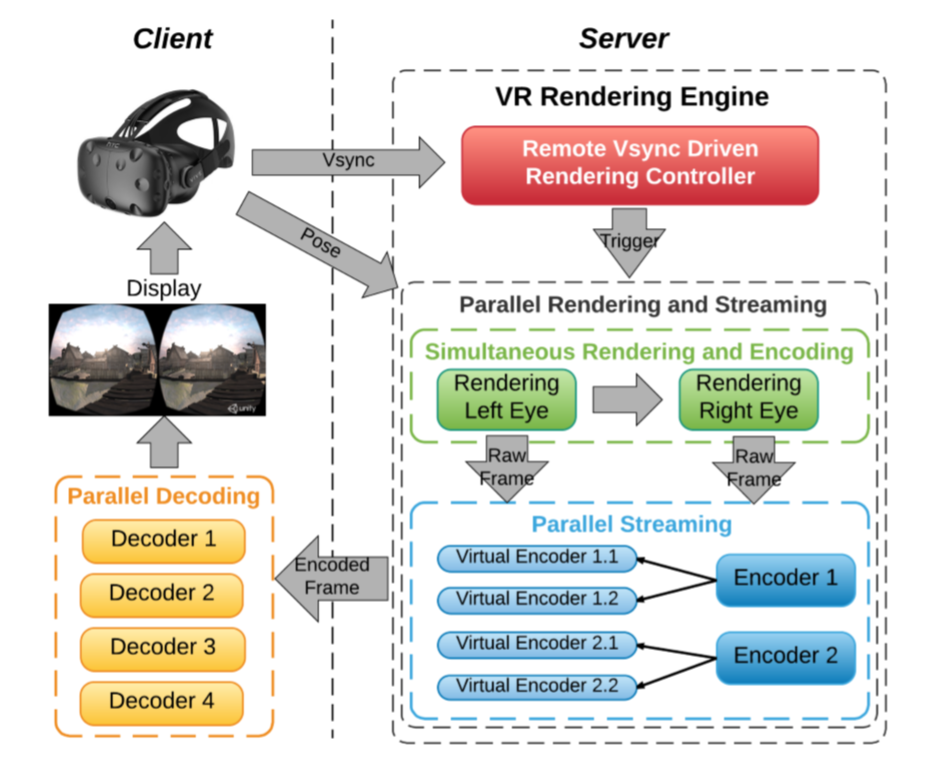 Client
Server
VR Rendering Engine
Vsync
Remote Vsync Driven
Rendering Controller
Pose
Trigger
Display
Parallel Rendering and Streaming
Simultaneous Rendering and Encoding
Rendering
Left Eye
Rendering
Right Eye
unity
Raw
Frame
Raw
Frame
Parallel Decoding
Decoder 1
Decoder 2
Decoder 3
Decoder 4
Encoded
Frame
Parallel Streaming
Virtual Encoder 1.1
Virtual Encoder 1.2
Virtual Encoder 2.1
Virtual Encoder 2.2
Encoder 1
Encoder 2